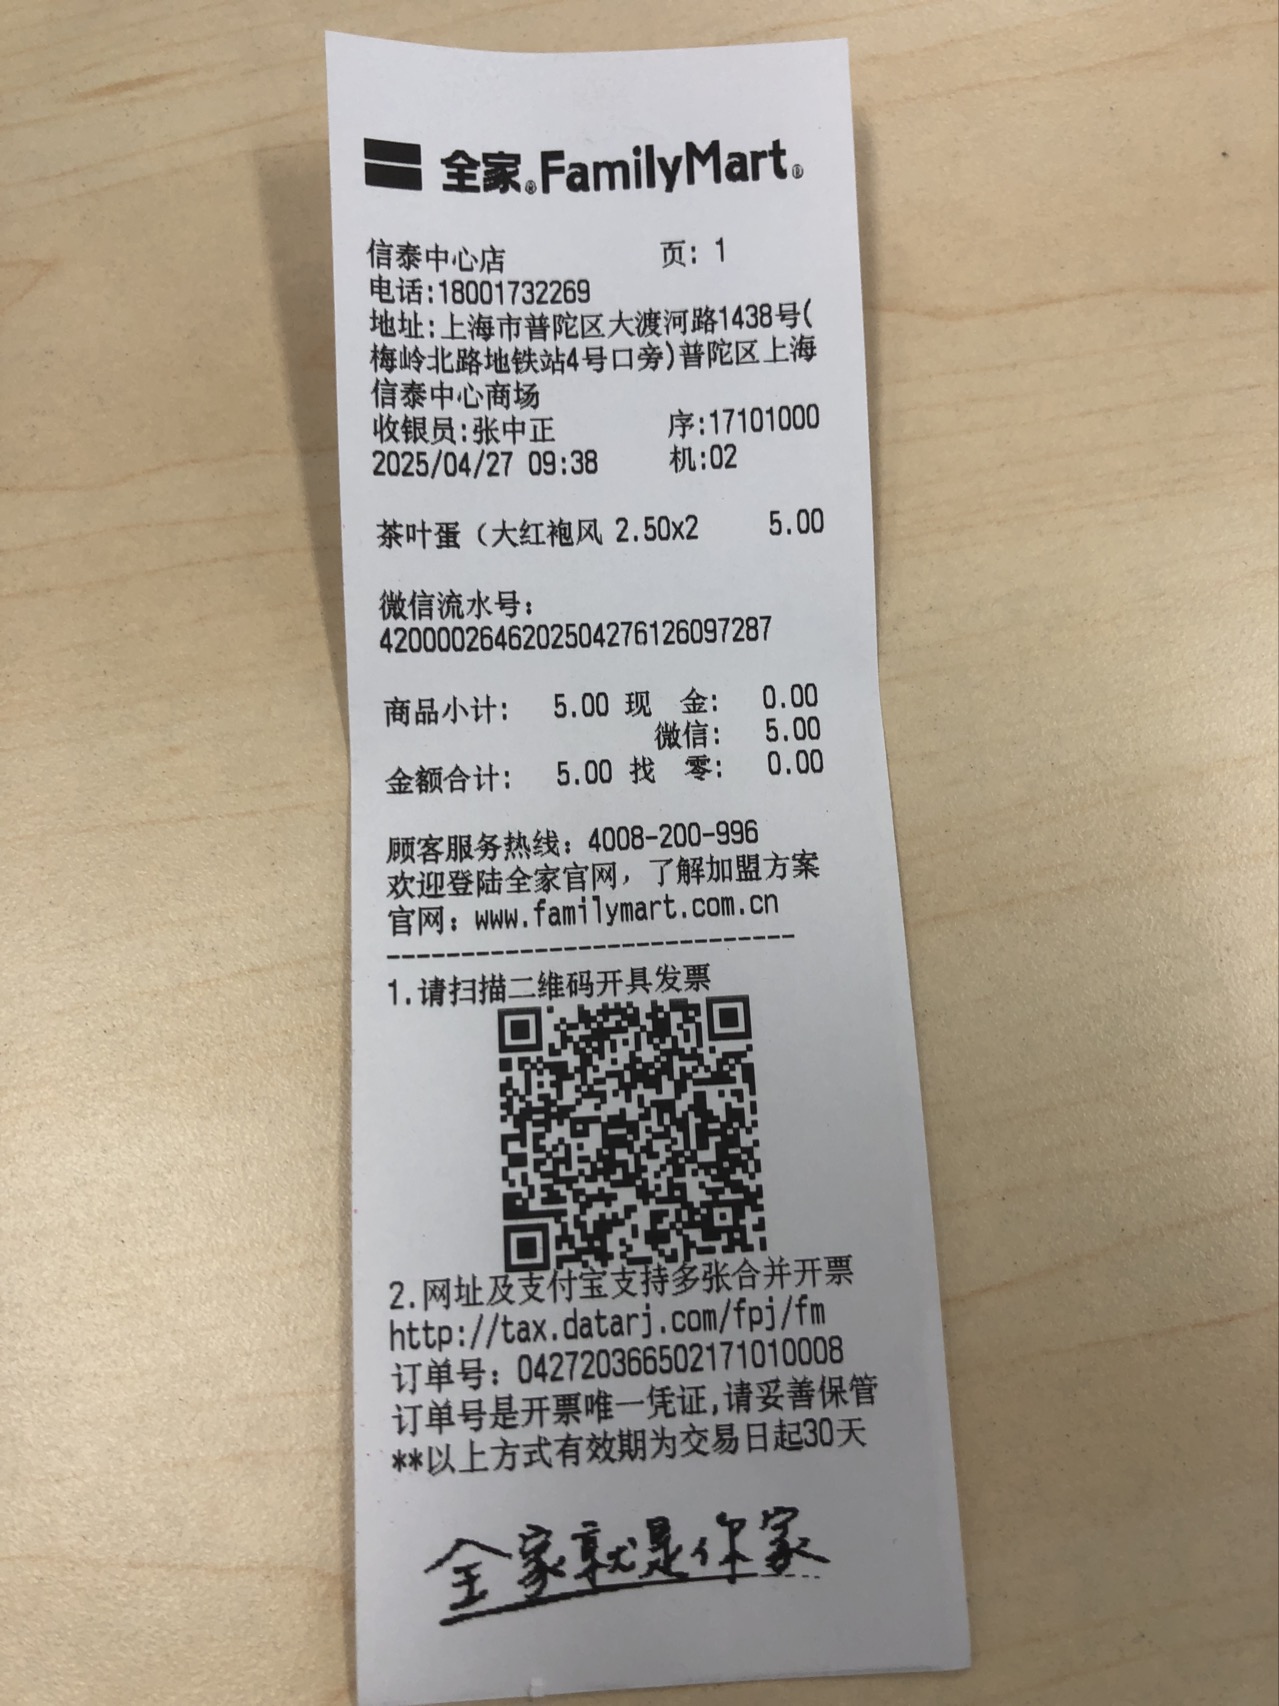 全家®FamilyMart®
信泰中心店 页: 1
电话:18001732269
地址:上海市普陀区大渡河路1438号(
梅岭北路地铁站4号口旁)普陀区上海
信泰中心商场
收银员:张中正 序:17101000
2025/04/27 09:38 机:02
茶叶蛋（大红袍风 2.50x2 5.00
微信流水号:
4200002646202504276126097287
商品小计: 5.00 现 金: 0.00
微信: 5.00
金额合计: 5.00 找 零: 0.00
顾客服务热线: 4008-200-996
欢迎登陆全家官网，了解加盟方案
官网: www.familymart.com.cn
----------------------------
1.请扫描二维码开具发票
2.网址及支付宝支持多张合并开票
http://tax.datarj.com/fpj/fm
订单号: 0427203665021710​10008
订单号是开票唯一凭证,请妥善保管
**以上方式有效期为交易日起30天
全家就是你家